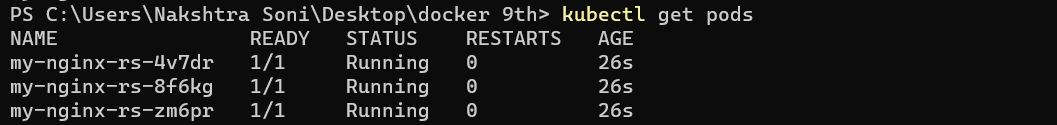 PS C:\Users\Nakshtra Soni\Desktop\docker 9th> kubectl get pods
NAME READY STATUS RESTARTS AGE
my-nginx-rs-4v7dr 1/1 Running 0 26s
my-nginx-rs-8f6kg 1/1 Running 0 26s
my-nginx-rs-zm6pr 1/1 Running 0 26s